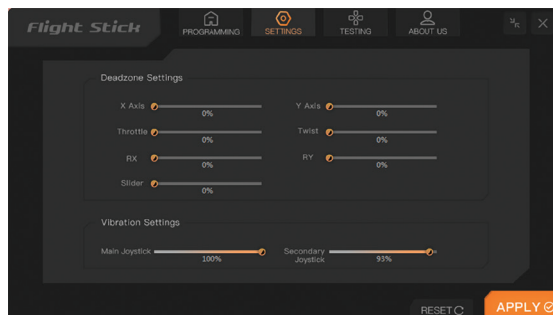 Flight Stick
PROGRAMMING
SETTINGS
TESTING
ABOUT US
Deadzone Settings
X Axis
0%
Y Axis
0%
Throttle
0%
Twist
0%
RX
0%
RY
0%
Slider
0%
Vibration Settings
Main Joystick
100%
Secondary
Joystick
93%
RESET
APPLY